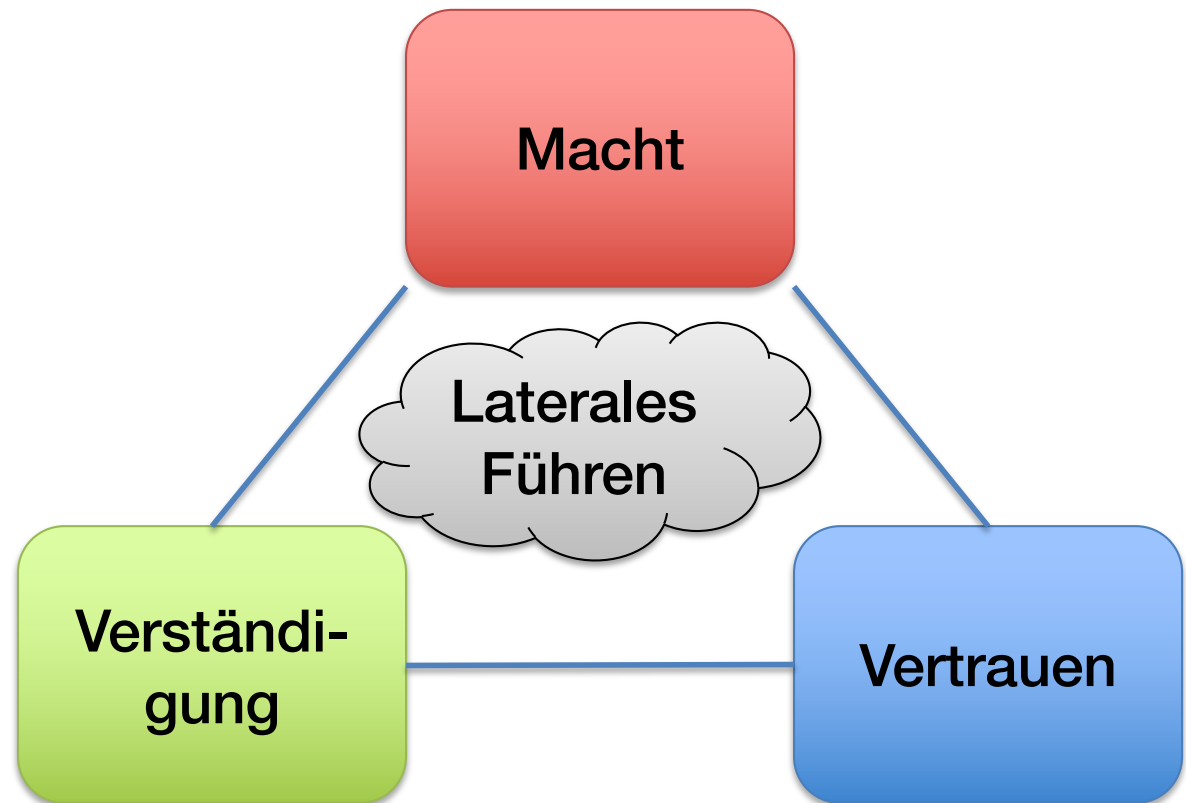 Macht
Laterales
Führen
Verständi-
gung
Vertrauen